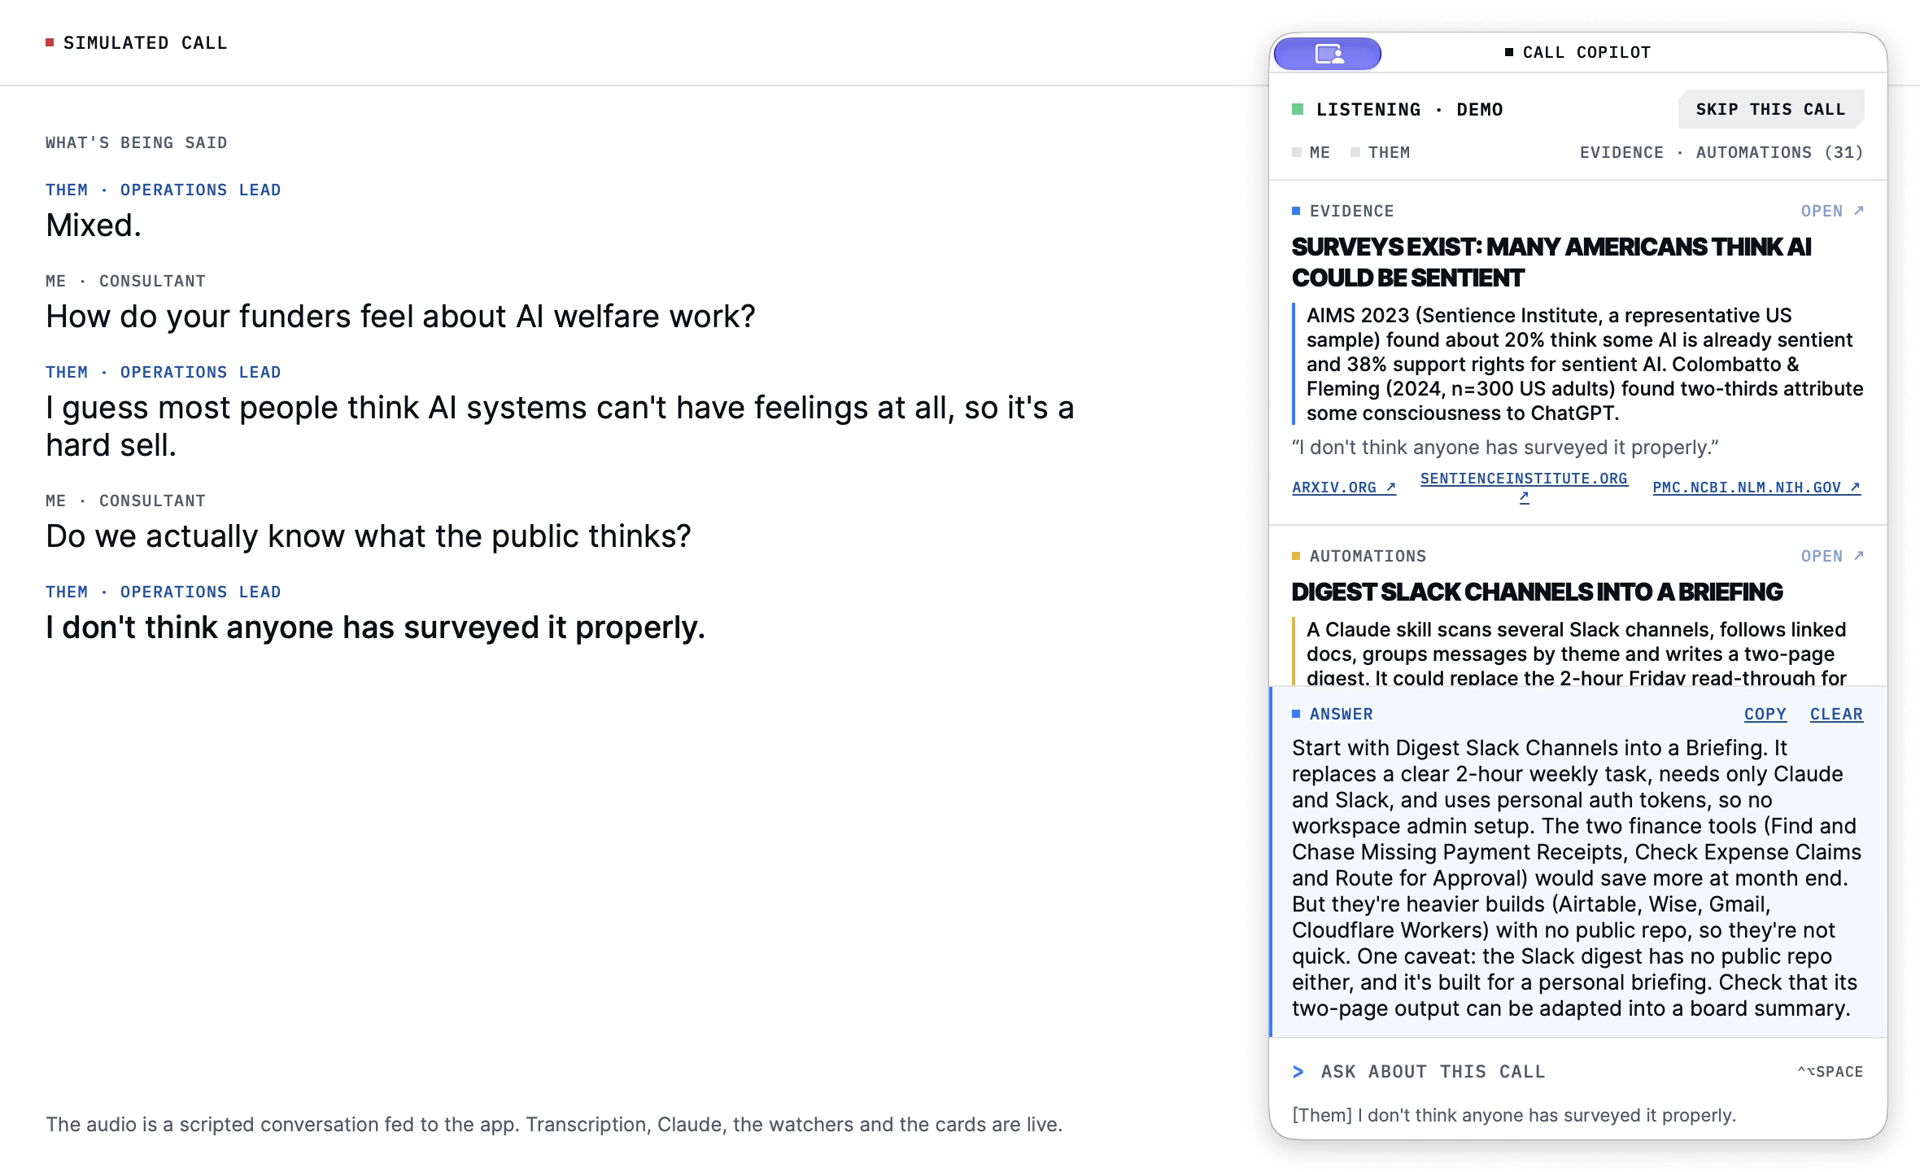 SIMULATED CALL
WHAT'S BEING SAID
THEM · OPERATIONS LEAD
Mixed.
ME · CONSULTANT
How do your funders feel about AI welfare work?
THEM · OPERATIONS LEAD
I guess most people think AI systems can't have feelings at all, so it's a
hard sell.
ME · CONSULTANT
Do we actually know what the public thinks?
THEM · OPERATIONS LEAD
I don't think anyone has surveyed it properly.
The audio is a scripted conversation fed to the app. Transcription, Claude, the watchers and the cards are live.
CALL COPILOT
LISTENING · DEMO
SKIP THIS CALL
ME THEM
EVIDENCE · AUTOMATIONS (31)
EVIDENCE
OPEN ↗
SURVEYS EXIST: MANY AMERICANS THINK AI
COULD BE SENTIENT
AIMS 2023 (Sentience Institute, a representative US
sample) found about 20% think some AI is already sentient
and 38% support rights for sentient AI. Colombatto &
Fleming (2024, n=300 US adults) found two-thirds attribute
some consciousness to ChatGPT.
“I don't think anyone has surveyed it properly.”
ARXIV.ORG ↗
SENTIENCEINSTITUTE.ORG
↗
PMC.NCBI.NLM.NIH.GOV ↗
AUTOMATIONS
OPEN ↗
DIGEST SLACK CHANNELS INTO A BRIEFING
A Claude skill scans several Slack channels, follows linked
docs, groups messages by theme and writes a two-page
digest. It could replace the 2-hour Friday read-through for
ANSWER
COPY CLEAR
Start with Digest Slack Channels into a Briefing. It
replaces a clear 2-hour weekly task, needs only Claude
and Slack, and uses personal auth tokens, so no
workspace admin setup. The two finance tools (Find and
Chase Missing Payment Receipts, Check Expense Claims
and Route for Approval) would save more at month end.
But they're heavier builds (Airtable, Wise, Gmail,
Cloudflare Workers) with no public repo, so they're not
quick. One caveat: the Slack digest has no public repo
either, and it's built for a personal briefing. Check that its
two-page output can be adapted into a board summary.
> ASK ABOUT THIS CALL
^⌥SPACE
[Them] I don't think anyone has surveyed it properly.